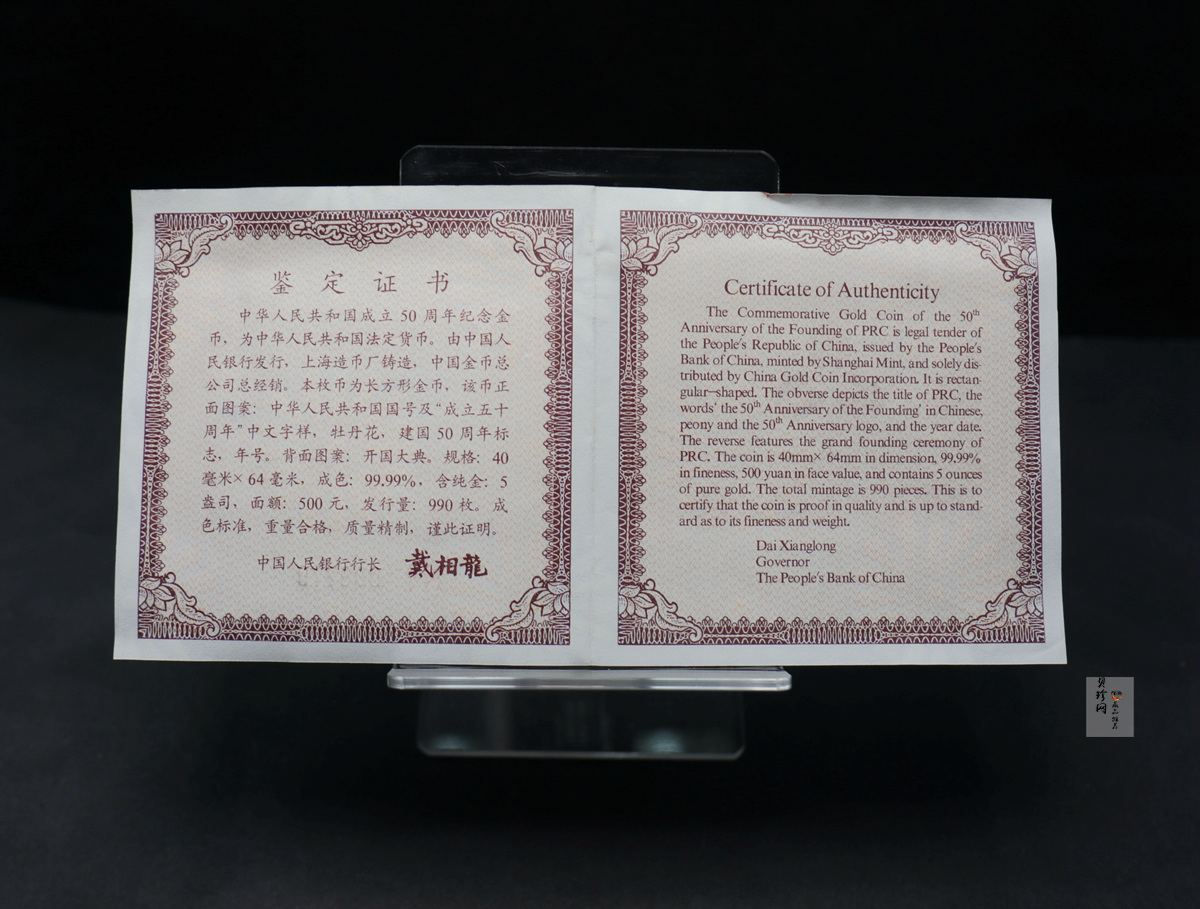 鉴定证书
中华人民共和国成立50周年纪念金
币，为中华人民共和国法定货币。由中国人
民银行发行，上海造币厂铸造，中国金币总
公司总经销。本枚币为长方形金币，该币正
面图案：中华人民共和国国号及“成立五十
周年”中文字样，牡丹花，建国50周年标
志，年号。背面图案：开国大典。规格：40
毫米×64毫米，成色：99.99%，含纯金：5
盎司，面额：500元，发行量：990枚。成
色标准，重量合格，质量精制，谨此证明。
中国人民银行行长 戴相龍
Certificate of Authenticity
The Commemorative Gold Coin of the 50th
Anniversary of the Founding of PRC is legal tender of
the People's Republic of China, issued by the People's
Bank of China, minted by Shanghai Mint, and solely dis-
tributed by China Gold Coin Incorporation. It is rectan-
gular-shaped. The obverse depicts the title of PRC, the
words' the 50th Anniversary of the Founding' in Chinese,
peony and the 50th Anniversary logo, and the year date.
The reverse features the grand founding ceremony of
PRC. The coin is 40mm× 64mm in dimension, 99.99%
in fineness, 500 yuan in face value, and contains 5 ounces
of pure gold. The total mintage is 990 pieces. This is to
certify that the coin is proof in quality and is up to stand-
ard as to its fineness and weight.
Dai Xianglong
Governor
The People's Bank of China